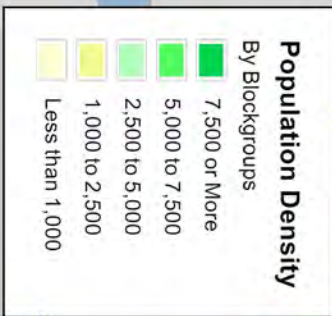 Population Density
By Blockgroups
7,500 or More
5,000 to 7,500
2,500 to 5,000
1,000 to 2,500
Less than 1,000